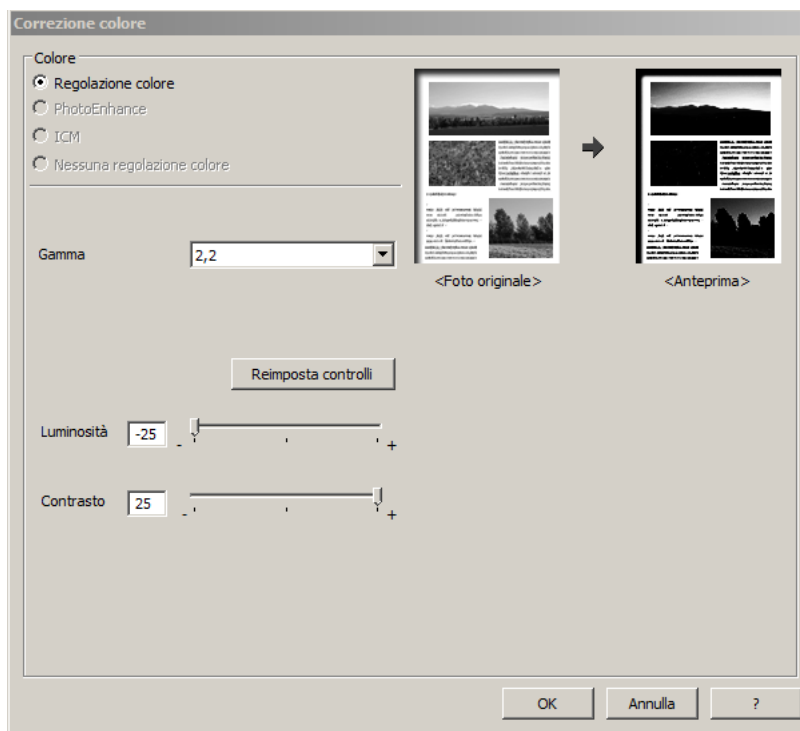 Correzione colore
Colore
Regolazione colore
PhotoEnhance
ICM
Nessuna regolazione colore
Gamma
2,2
<Foto originale>
<Anteprima>
Reimposta controlli
Luminosità
-25
-
+
Contrasto
25
-
+
OK
Annulla
?